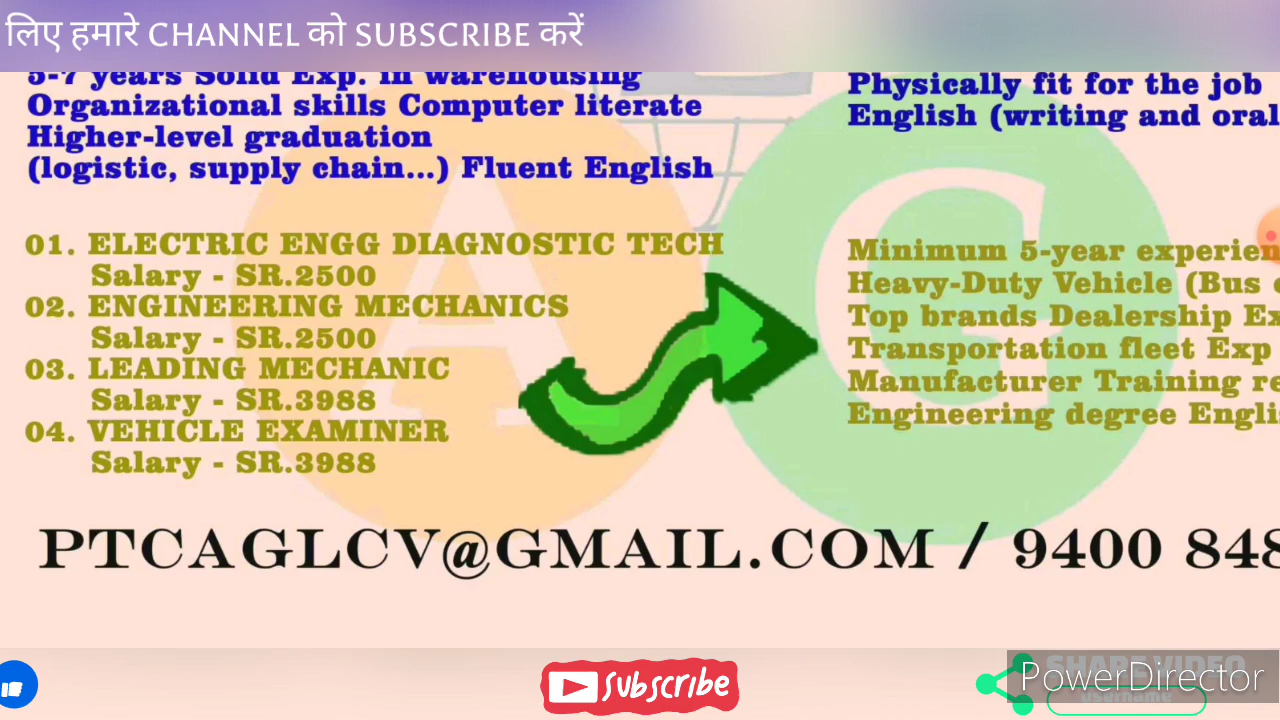 लिए हमारे CHANNEL को SUBSCRIBE करें
5-7 years Solid Exp. in warehousing
Organizational skills Computer literate
Higher-level graduation
(logistic, supply chain...) Fluent English
Physically fit for the job
English (writing and oral
01. ELECTRIC ENGG DIAGNOSTIC TECH
Salary - SR.2500
02. ENGINEERING MECHANICS
Salary - SR.2500
03. LEADING MECHANIC
Salary - SR.3988
04. VEHICLE EXAMINER
Salary - SR.3988
Minimum 5-year
Heavy-Duty Vehicle (Bus
Top brands Dealership
Transportation fleet Exp
Manufacturer Training
Engineering degree
A G
PTCAGLCV@GMAIL.COM / 9400 848
Subscribe
SHARE VIDEO
username
PowerDirector